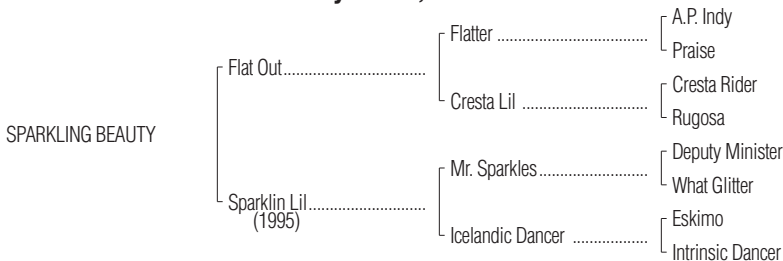 A.P. Indy
Flatter
Praise
Flat Out
Cresta Rider
Cresta Lil
Rugosa
SPARKLING BEAUTY
Deputy Minister
Mr. Sparkles
What Glitter
Sparklin Lil
(1995)
Eskimo
Icelandic Dancer
Intrinsic Dancer